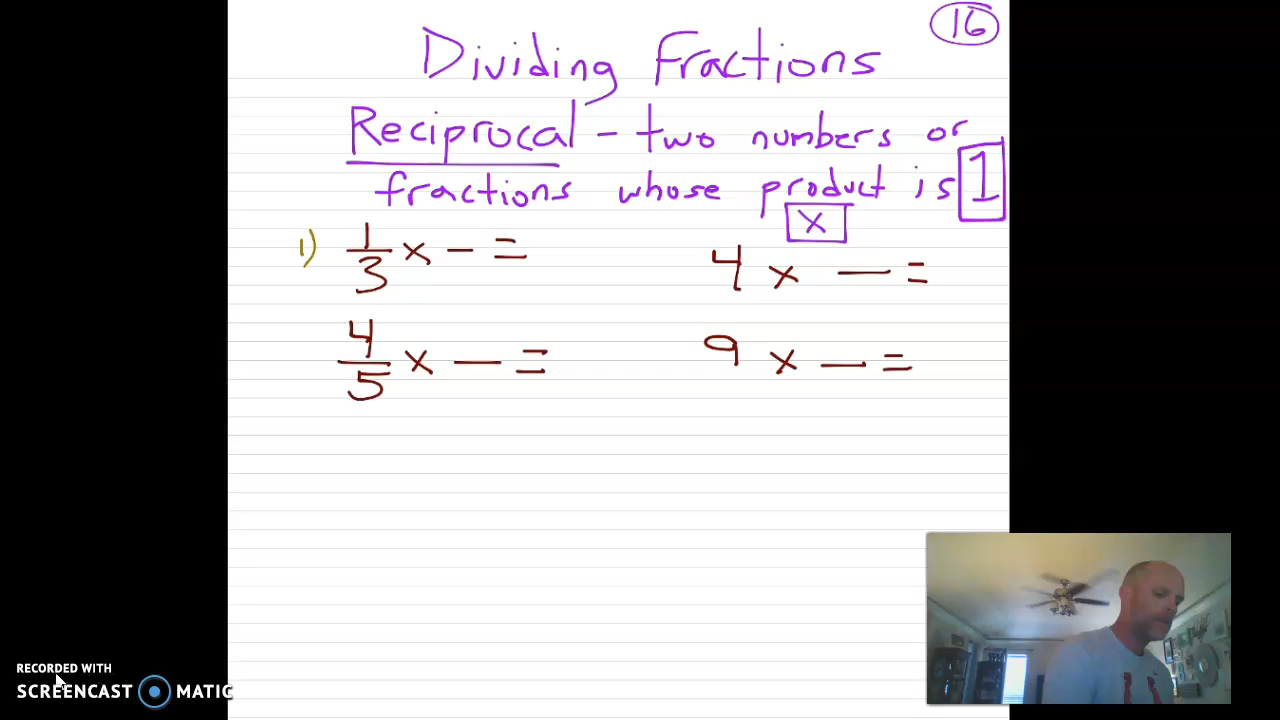 16
Dividing Fractions
Reciprocal - two numbers or
fractions whose product is 1
x
1) 1/3 x — =
4 x — =
4/5 x — =
9 x — =
RECORDED WITH
SCREENCAST MATIC